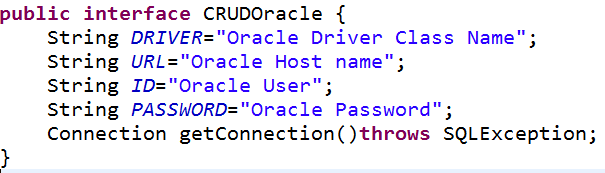 public interface CRUDOracle {
    String DRIVER="Oracle Driver Class Name";
    String URL="Oracle Host name";
    String ID="Oracle User";
    String PASSWORD="Oracle Password";
    Connection getConnection()throws SQLException;
}